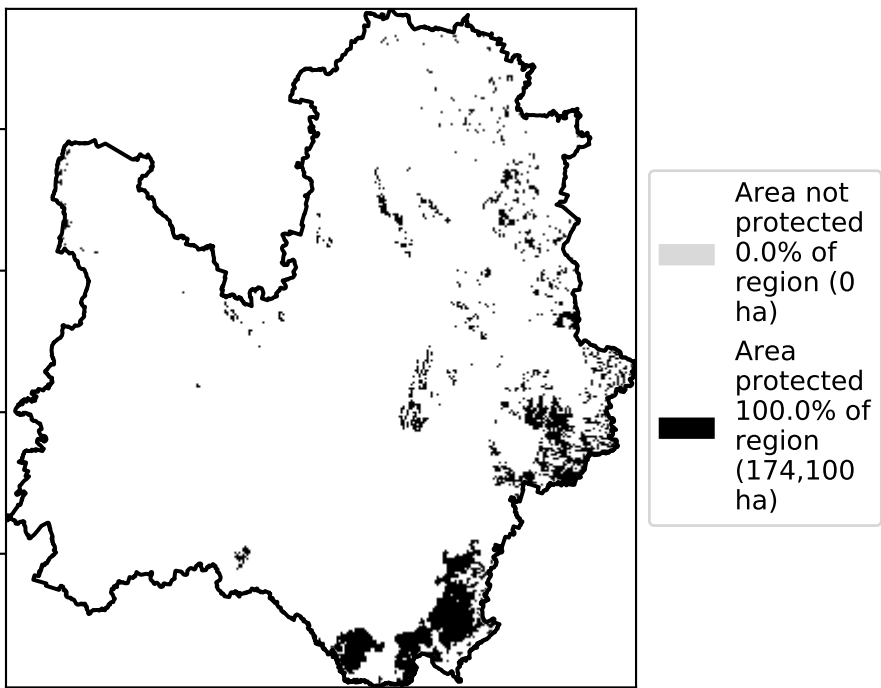 Area not
protected
0.0% of
region (0
ha)
Area
protected
100.0% of
region
(174,100
ha)